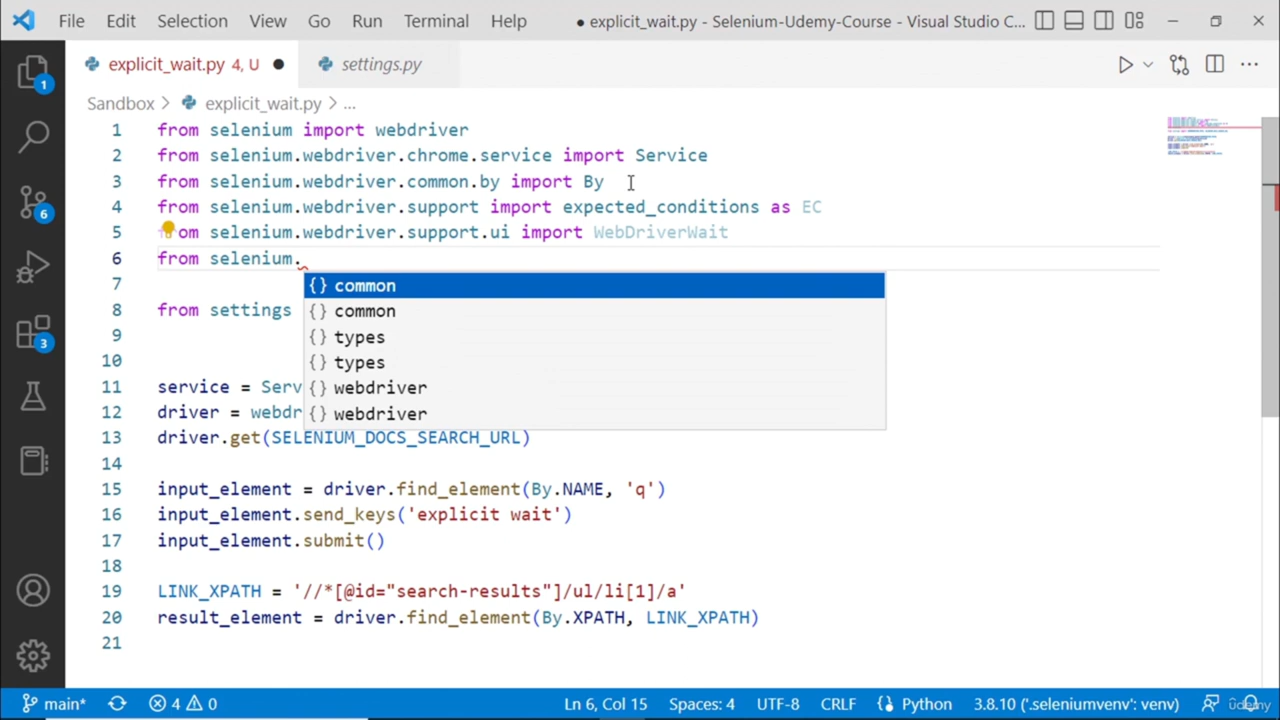 File Edit Selection View Go Run Terminal Help ● explicit_wait.py - Selenium-Udemy-Course - Visual Studio C...
explicit_wait.py 4, U ●
settings.py
Sandbox > explicit_wait.py > ...
1 from selenium import webdriver
2 from selenium.webdriver.chrome.service import Service
3 from selenium.webdriver.common.by import By
4 from selenium.webdriver.support import expected_conditions as EC
5 from selenium.webdriver.support.ui import WebDriverWait
6 from selenium.
{} common
{} common
{} types
{} types
{} webdriver
{} webdriver
7
8 from settings
9
10
11 service = Serv
12 driver = webdr
13 driver.get(SELENIUM_DOCS_SEARCH_URL)
14
15 input_element = driver.find_element(By.NAME, 'q')
16 input_element.send_keys('explicit wait')
17 input_element.submit()
18
19 LINK_XPATH = '//*[@id="search-results"]/ul/li[1]/a'
20 result_element = driver.find_element(By.XPATH, LINK_XPATH)
21
1
6
3
main* 4 0 Ln 6, Col 15 Spaces: 4 UTF-8 CRLF {} Python 3.8.10 ('.seleniumvenv': venv)
udemy